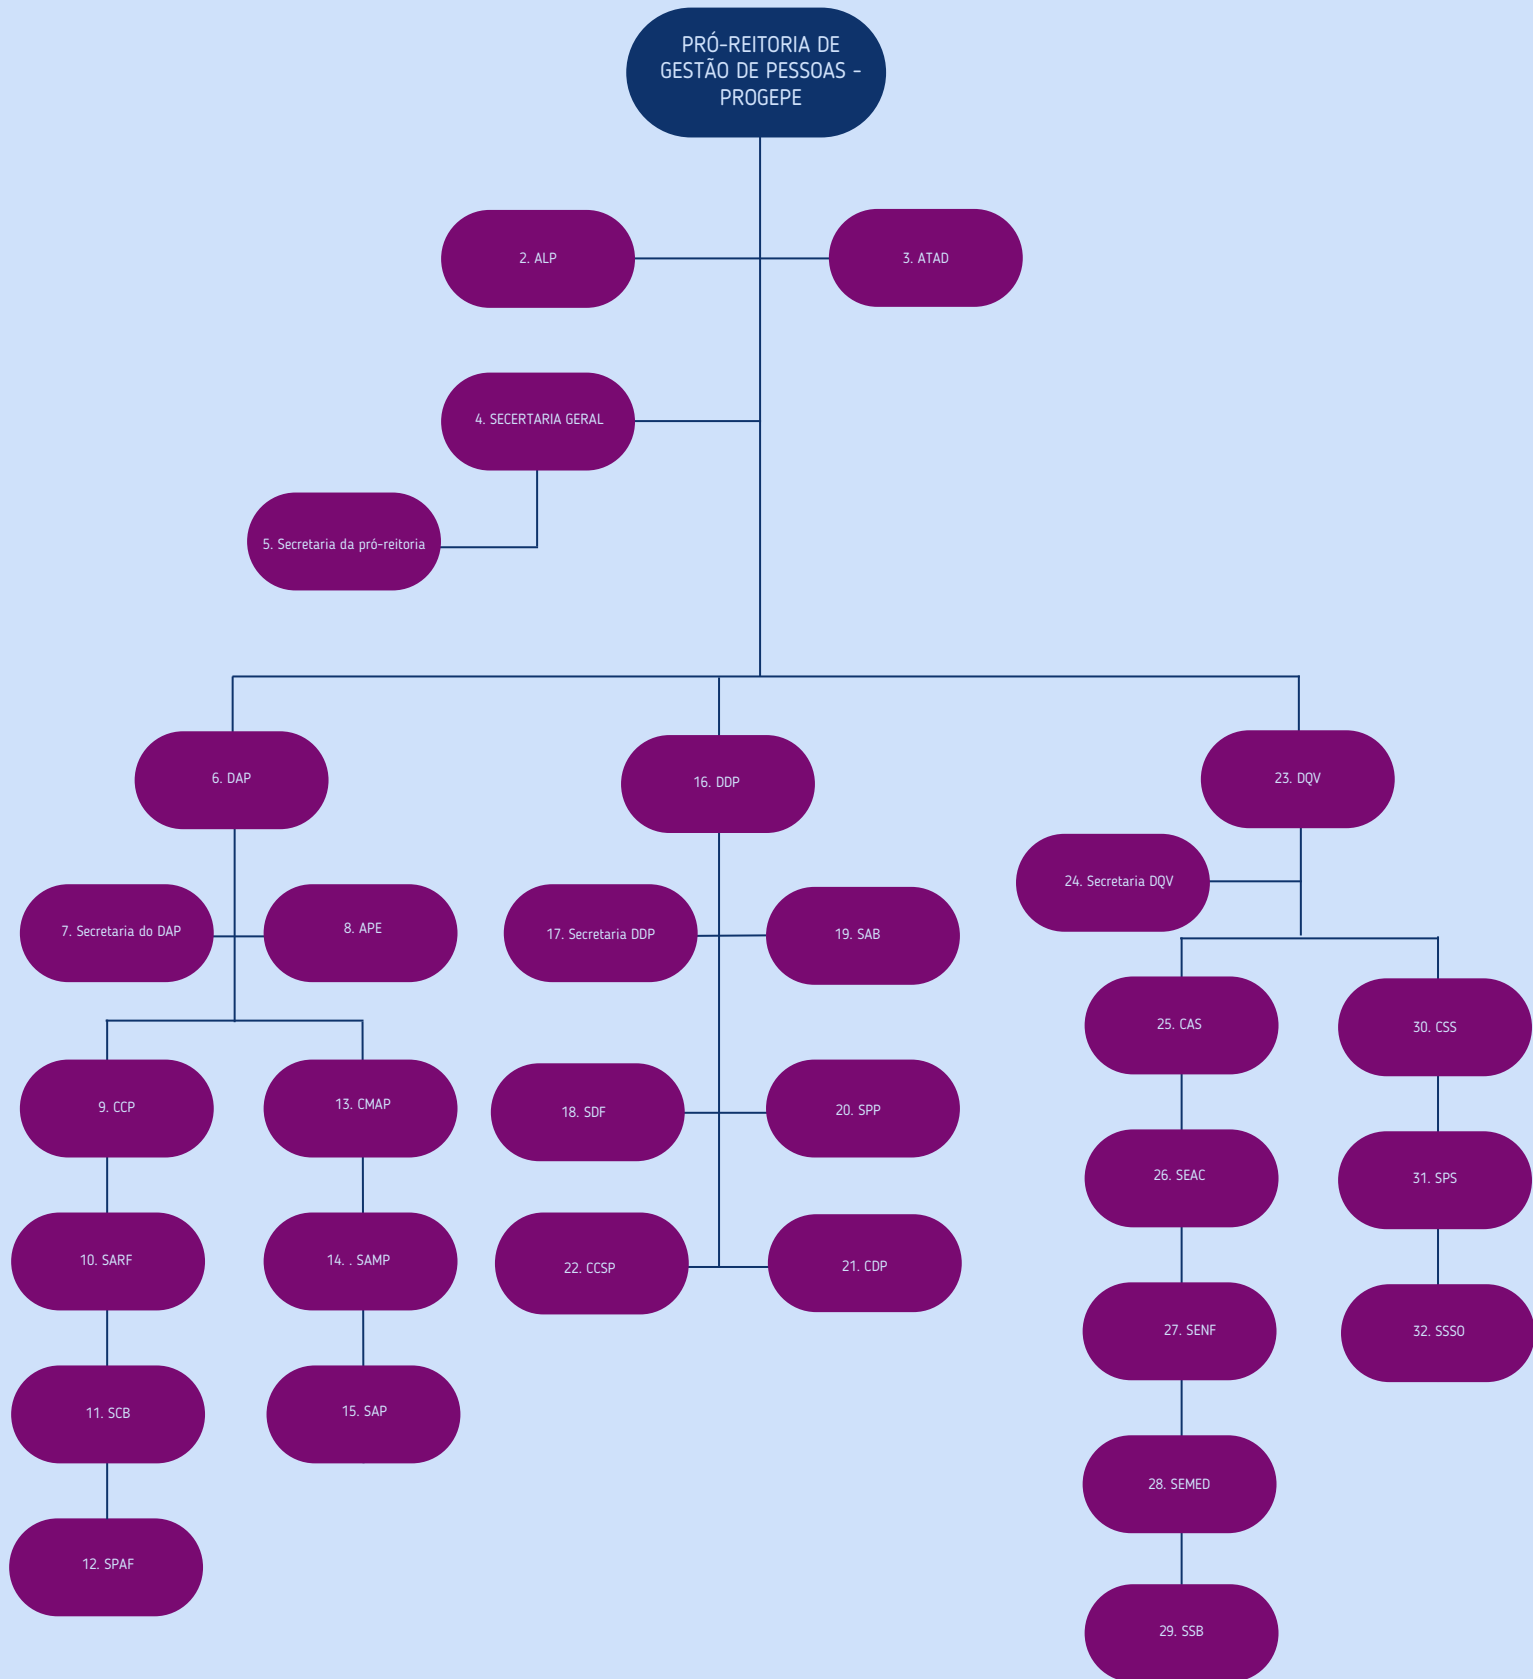 PRÓ-REITORIA DE
GESTÃO DE PESSOAS -
PROGEPE
2. ALP
3. ATAD
4. SECERTARIA GERAL
5. Secretaria da pró-reitoria
6. DAP
16. DDP
23. DQV
7. Secretaria do DAP
8. APE
17. Secretaria DDP
19. SAB
24. Secretaria DQV
25. CAS
30. CSS
9. CCP
13. CMAP
18. SDF
20. SPP
26. SEAC
31. SPS
10. SARF
14. . SAMP
22. CCSP
21. CDP
27. SENF
32. SSSO
11. SCB
15. SAP
28. SEMED
12. SPAF
29. SSB